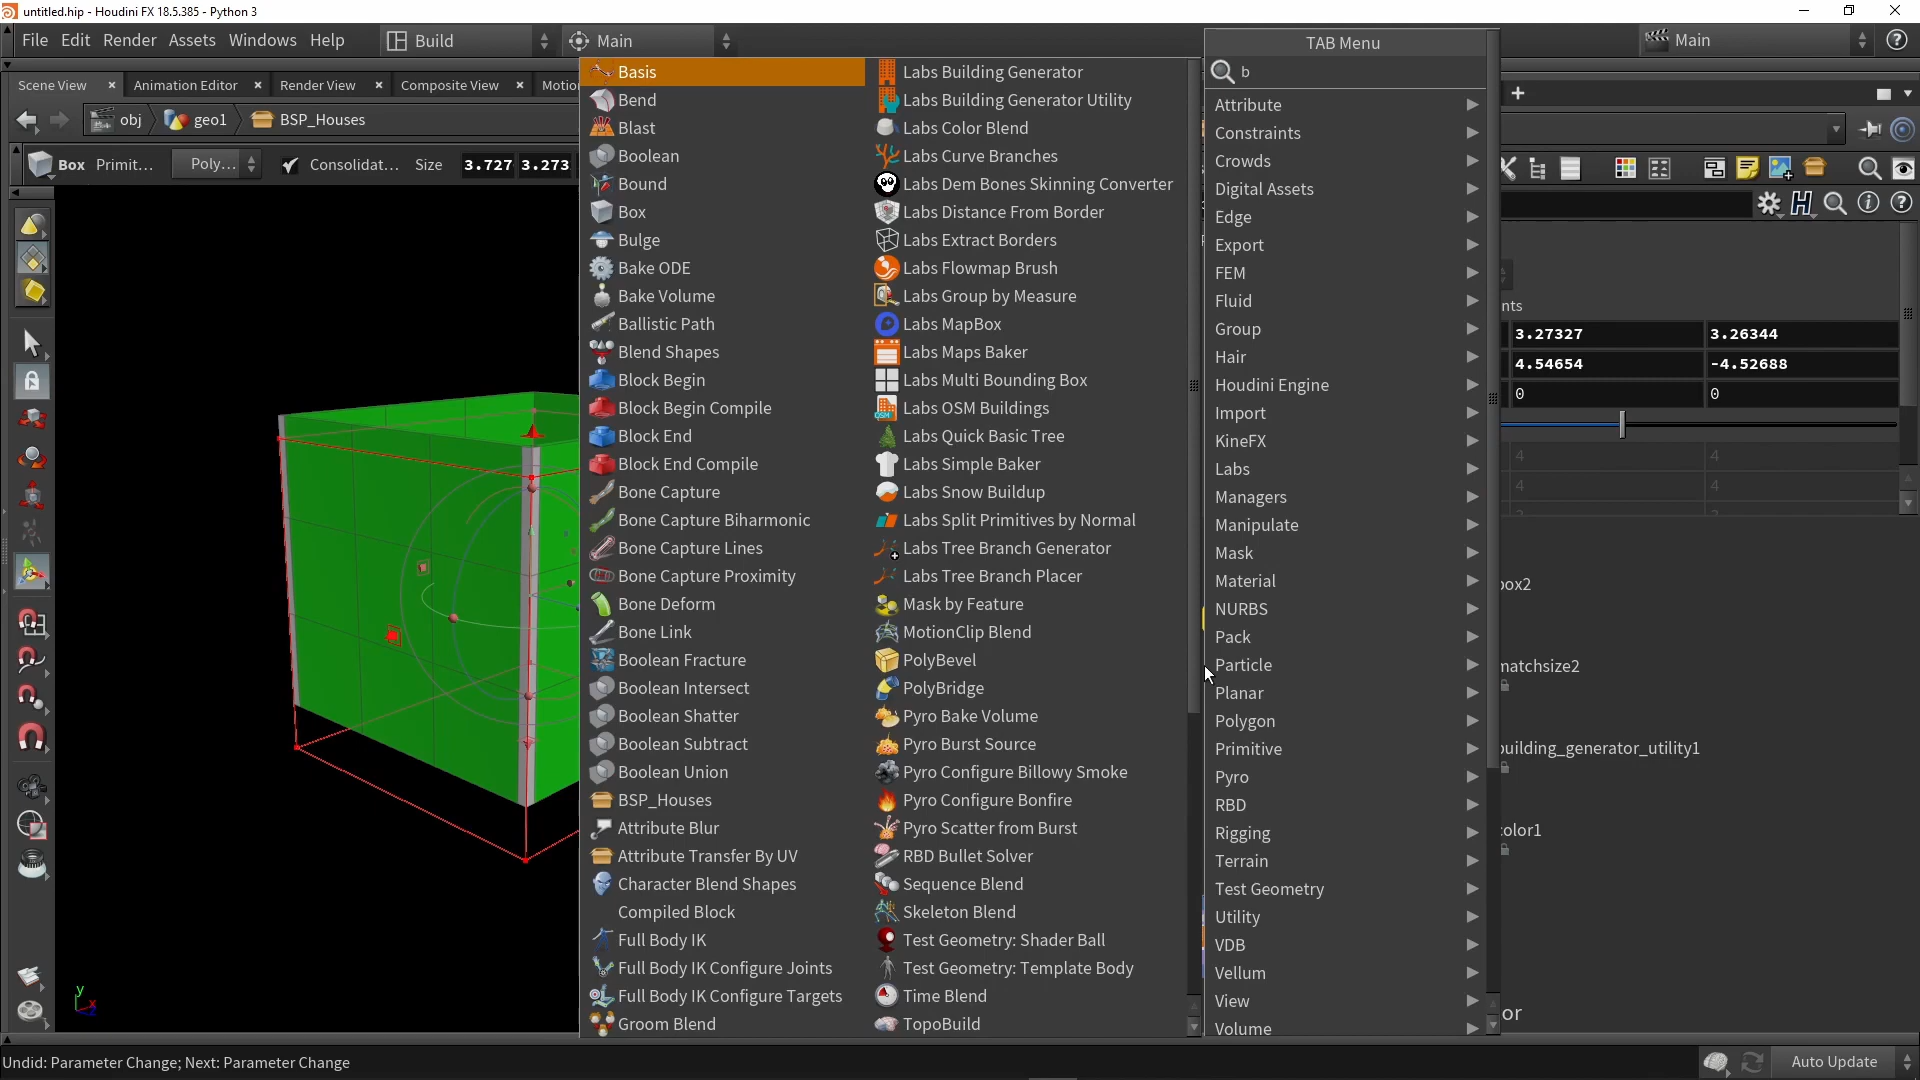 untitled.hip - Houdini FX 18.5.385 - Python 3
File Edit Render Assets Windows Help Build Main Main
Scene View Animation Editor Render View Composite View Motio
obj geo1 BSP_Houses
Box Primit... Poly... Consolidat... Size 3.727 3.273
Basis
Bend
Blast
Boolean
Bound
Box
Bulge
Bake ODE
Bake Volume
Ballistic Path
Blend Shapes
Block Begin
Block Begin Compile
Block End
Block End Compile
Bone Capture
Bone Capture Biharmonic
Bone Capture Lines
Bone Capture Proximity
Bone Deform
Bone Link
Boolean Fracture
Boolean Intersect
Boolean Shatter
Boolean Subtract
Boolean Union
BSP_Houses
Attribute Blur
Attribute Transfer By UV
Character Blend Shapes
Compiled Block
Full Body IK
Full Body IK Configure Joints
Full Body IK Configure Targets
Groom Blend
Labs Building Generator
Labs Building Generator Utility
Labs Color Blend
Labs Curve Branches
Labs Dem Bones Skinning Converter
Labs Distance From Border
Labs Extract Borders
Labs Flowmap Brush
Labs Group by Measure
Labs MapBox
Labs Maps Baker
Labs Multi Bounding Box
Labs OSM Buildings
Labs Quick Basic Tree
Labs Simple Baker
Labs Snow Buildup
Labs Split Primitives by Normal
Labs Tree Branch Generator
Labs Tree Branch Placer
Mask by Feature
MotionClip Blend
PolyBevel
PolyBridge
Pyro Bake Volume
Pyro Burst Source
Pyro Configure Billowy Smoke
Pyro Configure Bonfire
Pyro Scatter from Burst
RBD Bullet Solver
Sequence Blend
Skeleton Blend
Test Geometry: Shader Ball
Test Geometry: Template Body
Time Blend
TopoBuild
TAB Menu
b
Attribute
Constraints
Crowds
Digital Assets
Edge
Export
FEM
Fluid
Group
Hair
Houdini Engine
Import
KineFX
Labs
Managers
Manipulate
Mask
Material
NURBS
Pack
Particle
Planar
Polygon
Primitive
Pyro
RBD
Rigging
Terrain
Test Geometry
Utility
VDB
Vellum
View
Volume
nts
3.27327 3.26344
4.54654 -4.52688
0 0
4 4
4 4
box2
matchsize2
building_generator_utility1
color1
or
y
x
z
Undid: Parameter Change; Next: Parameter Change
Auto Update